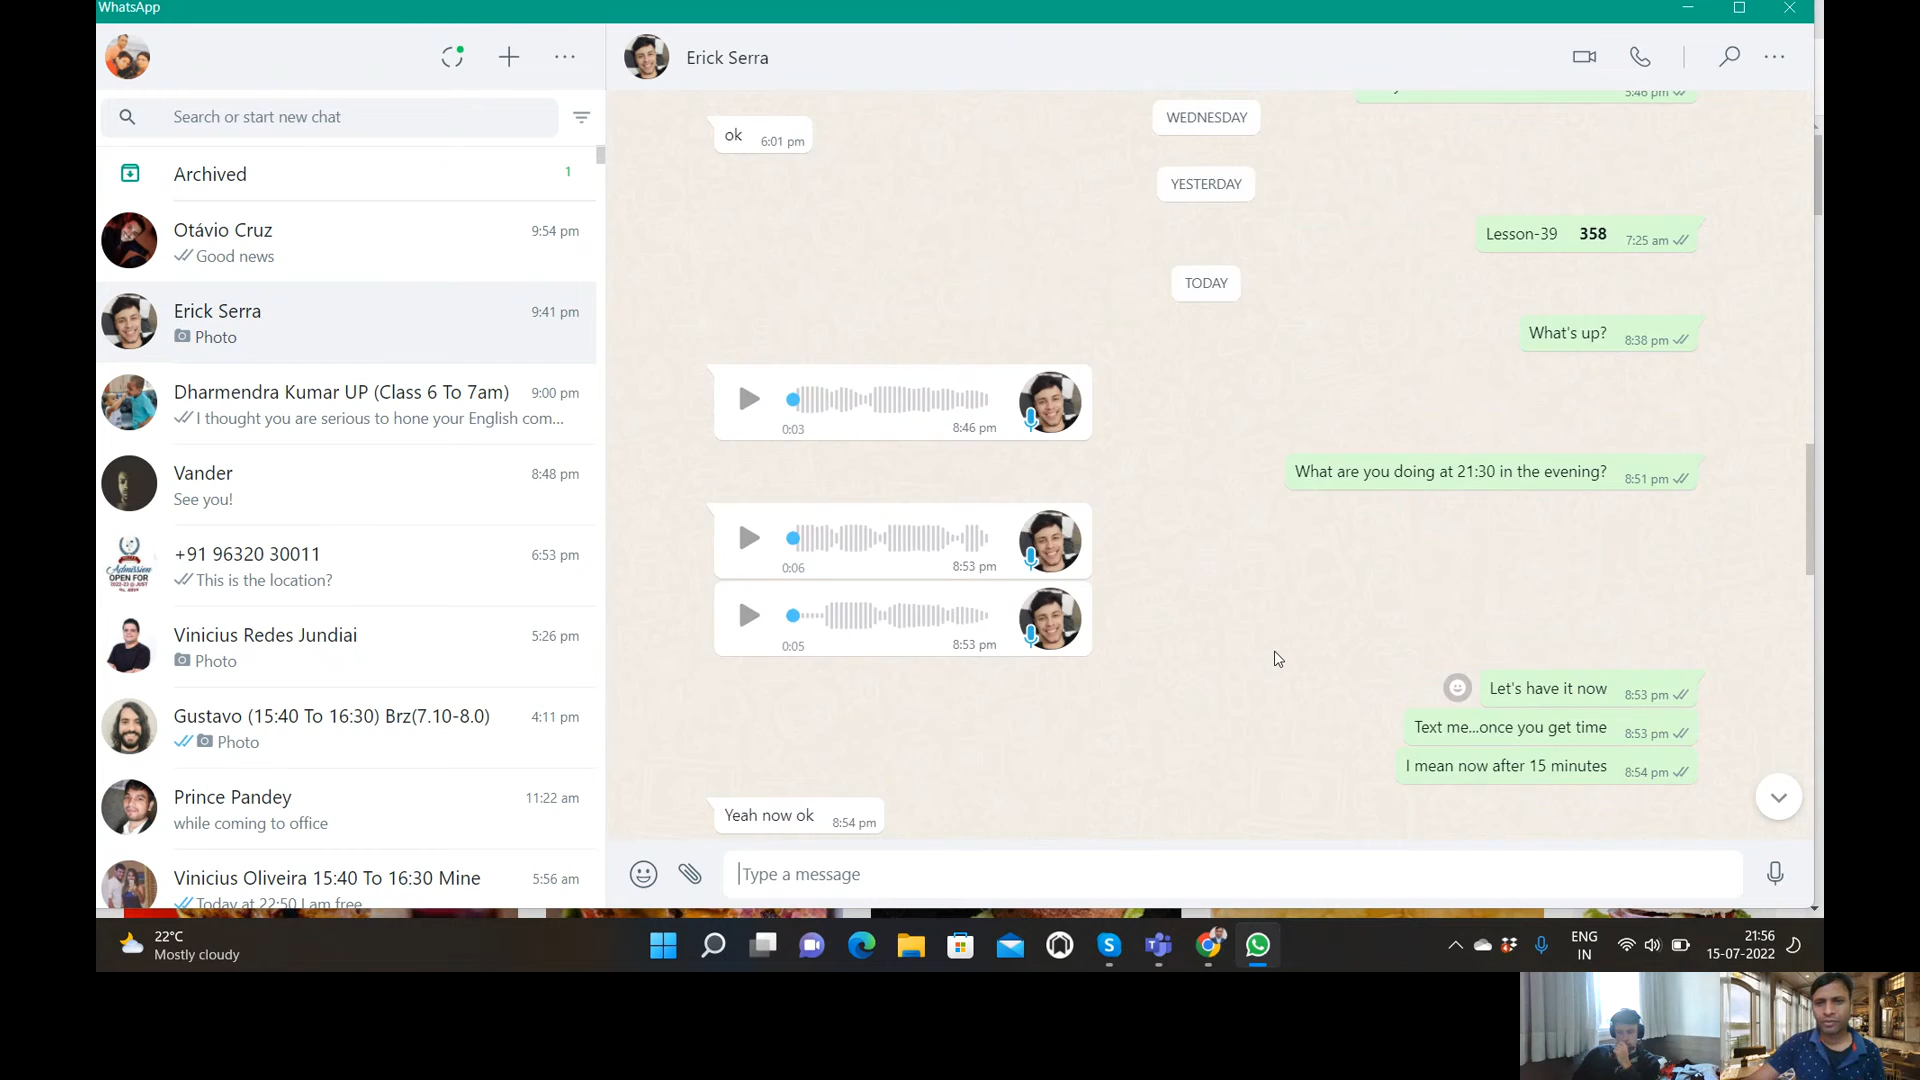 WhatsApp
Search or start new chat
Archived 1
Otávio Cruz 9:54 pm
Good news
Erick Serra 9:41 pm
Photo
Dharmendra Kumar UP (Class 6 To 7am) 9:00 pm
I thought you are serious to hone your English com...
Vander 8:48 pm
See you!
+91 96320 30011 6:53 pm
This is the location?
Vinicius Redes Jundiai 5:26 pm
Photo
Gustavo (15:40 To 16:30) Brz(7.10-8.0) 4:11 pm
Photo
Prince Pandey 11:22 am
while coming to office
Vinicius Oliveira 15:40 To 16:30 Mine 5:56 am
Today at 22:50 I am free
Erick Serra
5:46 pm
WEDNESDAY
ok 6:01 pm
YESTERDAY
Lesson-39 358 7:25 am
TODAY
What's up? 8:38 pm
0:03 8:46 pm
What are you doing at 21:30 in the evening? 8:51 pm
0:06 8:53 pm
0:05 8:53 pm
Let's have it now 8:53 pm
Text me...once you get time 8:53 pm
I mean now after 15 minutes 8:54 pm
Yeah now ok 8:54 pm
Type a message
22°C
Mostly cloudy
ENG
IN
21:56
15-07-2022